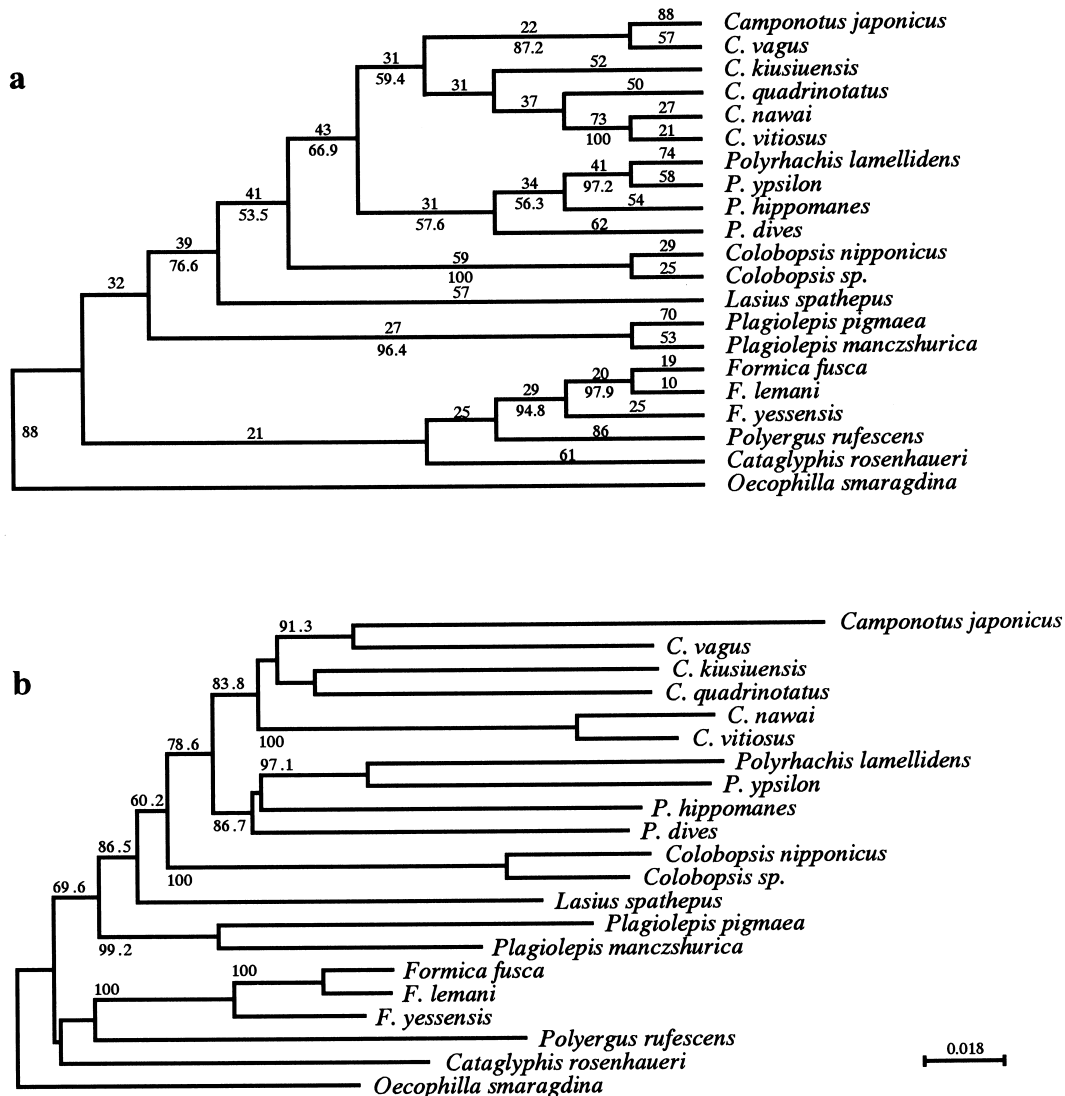 a
88
22
Camponotus japonicus
87.2
57
C. vagus
31
59.4
52
C. kiusiuensis
31
50
C. quadrinotatus
37
27
C. nawai
73
100
21
C. vitiosus
43
66.9
74
Polyrhachis lamellidens
41
97.2
58
P. ypsilon
34
56.3
54
P. hippomanes
31
57.6
62
P. dives
41
53.5
29
Colobopsis nipponicus
59
100
25
Colobopsis sp.
39
76.6
57
Lasius spathepus
32
70
Plagiolepis pigmaea
27
96.4
53
Plagiolepis manczshurica
19
Formica fusca
20
97.9
10
F. lemani
29
94.8
25
F. yessensis
25
86
Polyergus rufescens
21
61
Cataglyphis rosenhaueri
88
Oecophilla smaragdina
b
91.3
Camponotus japonicus
C. vagus
C. kiusiuensis
83.8
C. quadrinotatus
C. nawai
100
C. vitiosus
78.6
97.1
Polyrhachis lamellidens
P. ypsilon
P. hippomanes
86.7
P. dives
60.2
Colobopsis nipponicus
100
Colobopsis sp.
86.5
Lasius spathepus
69.6
Plagiolepis pigmaea
99.2
Plagiolepis manczshurica
100
Formica fusca
F. lemani
100
F. yessensis
Polyergus rufescens
Cataglyphis rosenhaueri
Oecophilla smaragdina
0.018